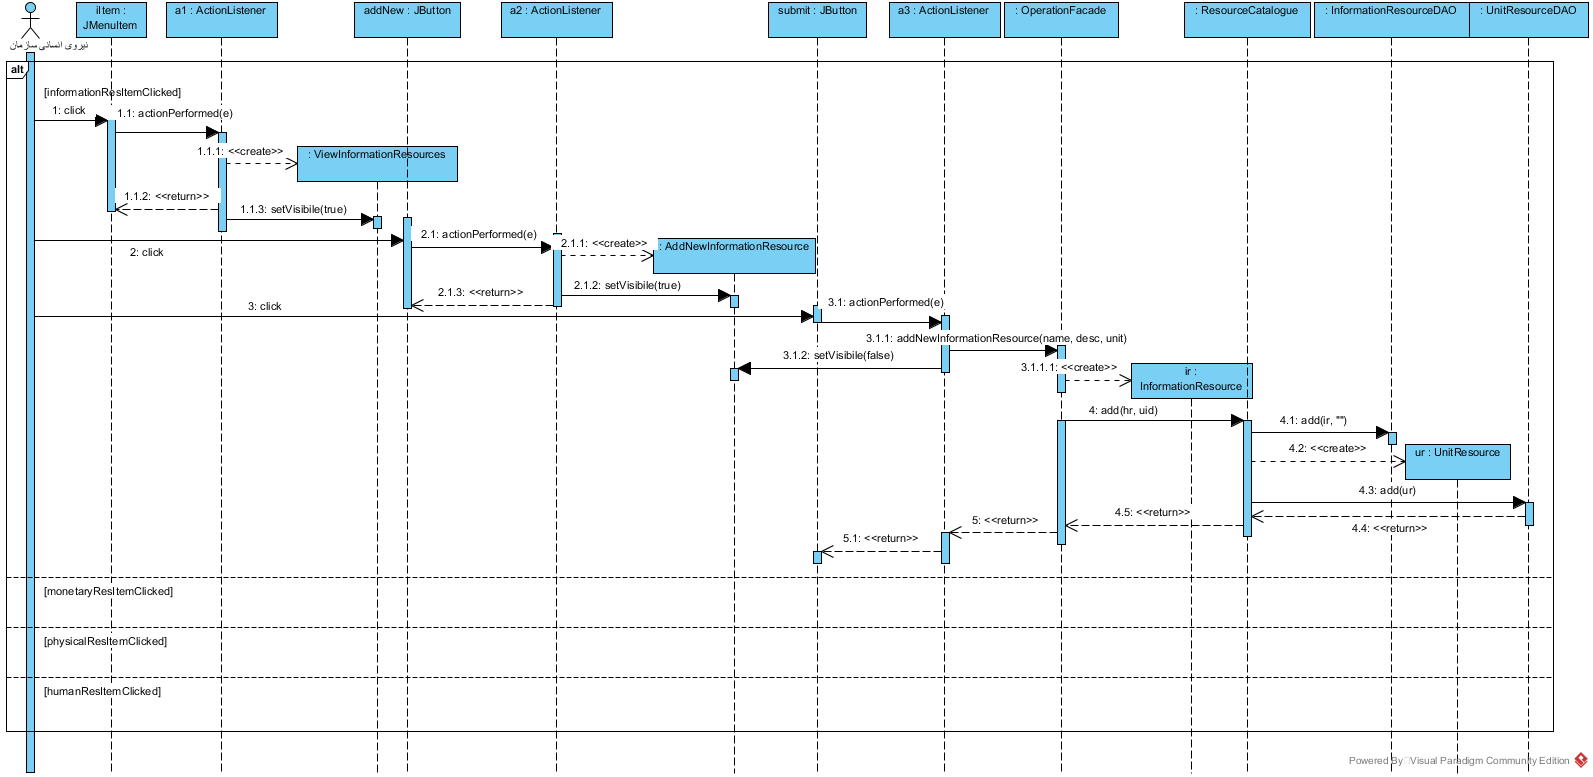 iItem :
JMenuItem
a1 : ActionListener
addNew : JButton
a2 : ActionListener
submit : JButton
a3 : ActionListener
: OperationFacade
: ResourceCatalogue
: InformationResourceDAO
: UnitResourceDAO
نیروی انسانی سازمان
alt
[informationResItemClicked]
1: click
1.1: actionPerformed(e)
1.1.1: <<create>>
: ViewInformationResources
1.1.2: <<return>>
1.1.3: setVisibile(true)
2: click
2.1: actionPerformed(e)
2.1.1: <<create>>
: AddNewInformationResource
2.1.2: setVisibile(true)
2.1.3: <<return>>
3: click
3.1: actionPerformed(e)
3.1.1: addNewInformationResource(name, desc, unit)
3.1.2: setVisibile(false)
3.1.1.1: <<create>>
ir :
InformationResource
4: add(hr, uid)
4.1: add(ir, "")
4.2: <<create>>
ur : UnitResource
4.3: add(ur)
4.4: <<return>>
4.5: <<return>>
5: <<return>>
5.1: <<return>>
[monetaryResItemClicked]
[physicalResItemClicked]
[humanResItemClicked]
Powered By Visual Paradigm Community Edition